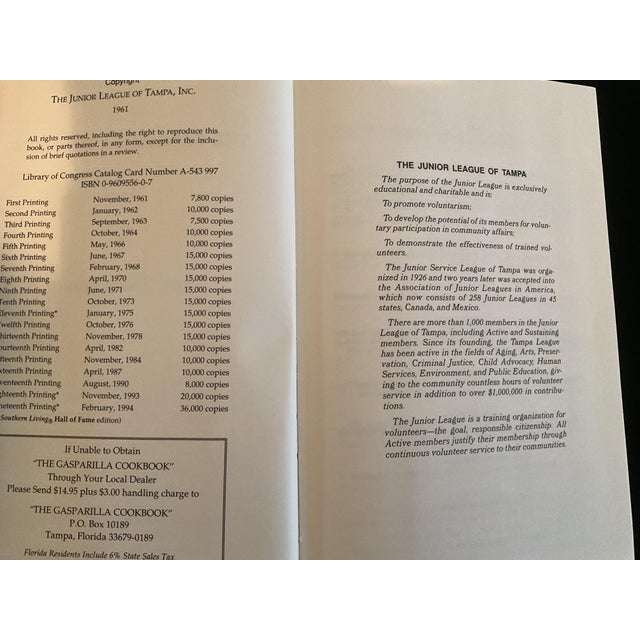 Copyright
THE JUNIOR LEAGUE OF TAMPA, INC.
1961
All rights reserved, including the right to reproduce this
book, or parts thereof, in any form, except for the inclu-
sion of brief quotations in a review.
Library of Congress Catalog Card Number A-543 997
ISBN 0-9609556-0-7
First Printing November, 1961 7,800 copies
Second Printing January, 1962 10,000 copies
Third Printing September, 1963 7,500 copies
Fourth Printing October, 1964 10,000 copies
Fifth Printing May, 1966 10,000 copies
Sixth Printing June, 1967 15,000 copies
Seventh Printing February, 1968 15,000 copies
Eighth Printing April, 1970 15,000 copies
Ninth Printing June, 1971 15,000 copies
Tenth Printing October, 1973 15,000 copies
Eleventh Printing* January, 1975 15,000 copies
Twelfth Printing October, 1976 15,000 copies
hirteenth Printing November, 1978 15,000 copies
ourteenth Printing April, 1982 10,000 copies
ifteenth Printing November, 1984 10,000 copies
ixteenth Printing April, 1987 10,000 copies
eventeenth Printing August, 1990 8,000 copies
ghteenth Printing* November, 1993 20,000 copies
neteenth Printing* February, 1994 36,000 copies
Southern Living® Hall of Fame edition)
If Unable to Obtain
"THE GASPARILLA COOKBOOK"
Through Your Local Dealer
Please Send $14.95 plus $3.00 handling charge to
"THE GASPARILLA COOKBOOK"
P.O. Box 10189
Tampa, Florida 33679-0189
Florida Residents Include 6% State Sales Tax
THE JUNIOR LEAGUE OF TAMPA
The purpose of the Junior League is exclusively
educational and charitable and is:
To promote voluntarism;
To develop the potential of its members for volun-
tary participation in community affairs;
To demonstrate the effectiveness of trained vol-
unteers.
The Junior Service League of Tampa was orga-
nized in 1926 and two years later was accepted into
the Association of Junior Leagues in America,
which now consists of 258 Junior Leagues in 45
states, Canada, and Mexico.
There are more than 1,000 members in the Junior
League of Tampa, including Active and Sustaining
members. Since its founding, the Tampa League
has been active in the fields of Aging, Arts, Preser-
vation, Criminal Justice, Child Advocacy, Human
Services, Environment, and Public Education, giv-
ing to the community countless hours of volunteer
service in addition to over $1,000,000 in contribu-
tions.
The Junior League is a training organization for
volunteers—the goal, responsible citizenship. All
Active members justify their membership through
continuous volunteer service to their communities.